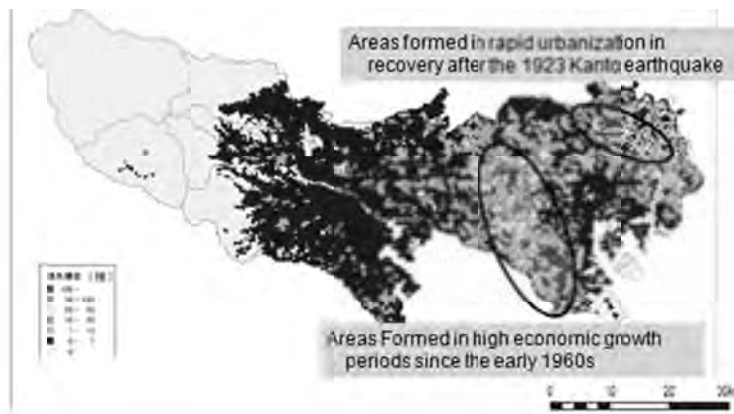 Areas formed in rapid urbanization in
recovery after the 1923 Kanto earthquake
Areas Formed in high economic growth
periods since the early 1960s
0 10